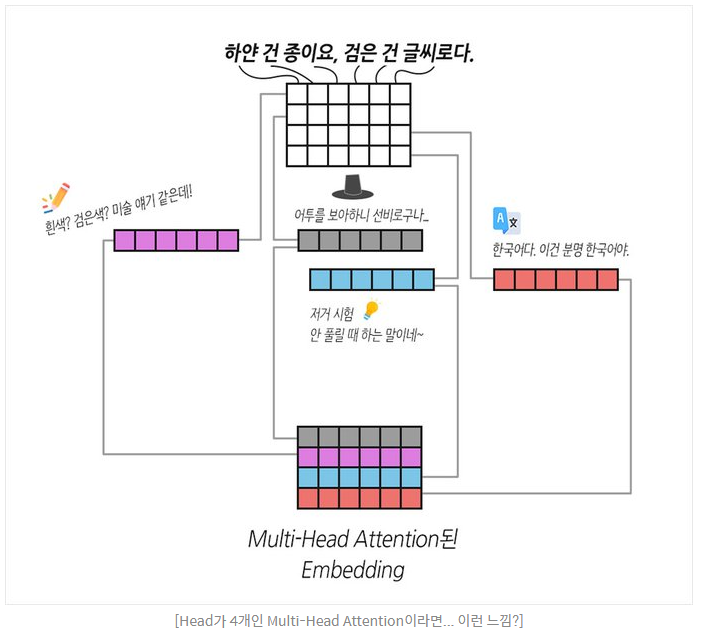 하얀 건 종이요, 검은 건 글씨로다.
흰색? 검은색? 미술 얘기 같은데!
어투를 보아하니 선비로구나...
A 文
한국어다. 이건 분명 한국어야.
저거 시험
안 풀릴 때 하는 말이네~
Multi-Head Attention된
Embedding
[Head가 4개인 Multi-Head Attention이라면... 이런 느낌?]